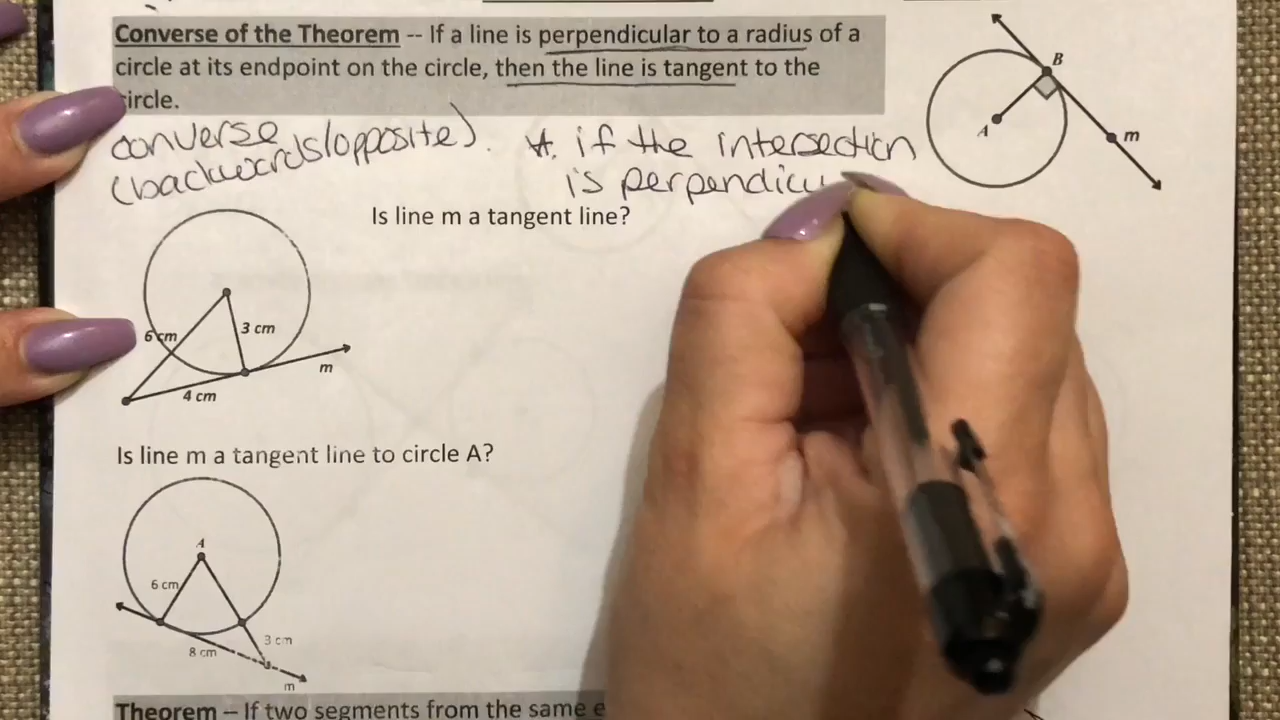 Converse of the Theorem -- If a line is perpendicular to a radius of a
circle at its endpoint on the circle, then the line is tangent to the
circle.
B
A
m
converse
(backwards/opposite).
*. if the intersection
is perpendicu
Is line m a tangent line?
6 cm
3 cm
m
4 cm
Is line m a tangent line to circle A?
A
6 cm
3 cm
8 cm
m
Theorem – If two segments from the same e